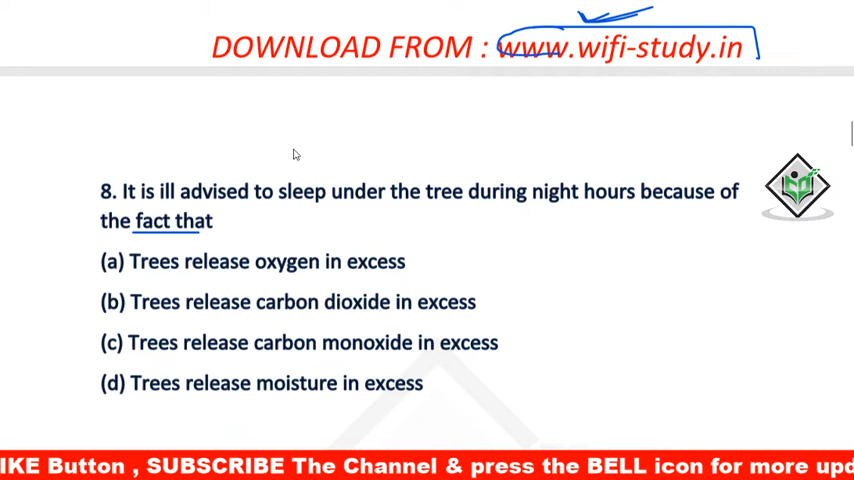 DOWNLOAD FROM : www.wifi-study.in
8. It is ill advised to sleep under the tree during night hours because of
the fact that
(a) Trees release oxygen in excess
(b) Trees release carbon dioxide in excess
(c) Trees release carbon monoxide in excess
(d) Trees release moisture in excess
IKE Button , SUBSCRIBE The Channel & press the BELL icon for more upd